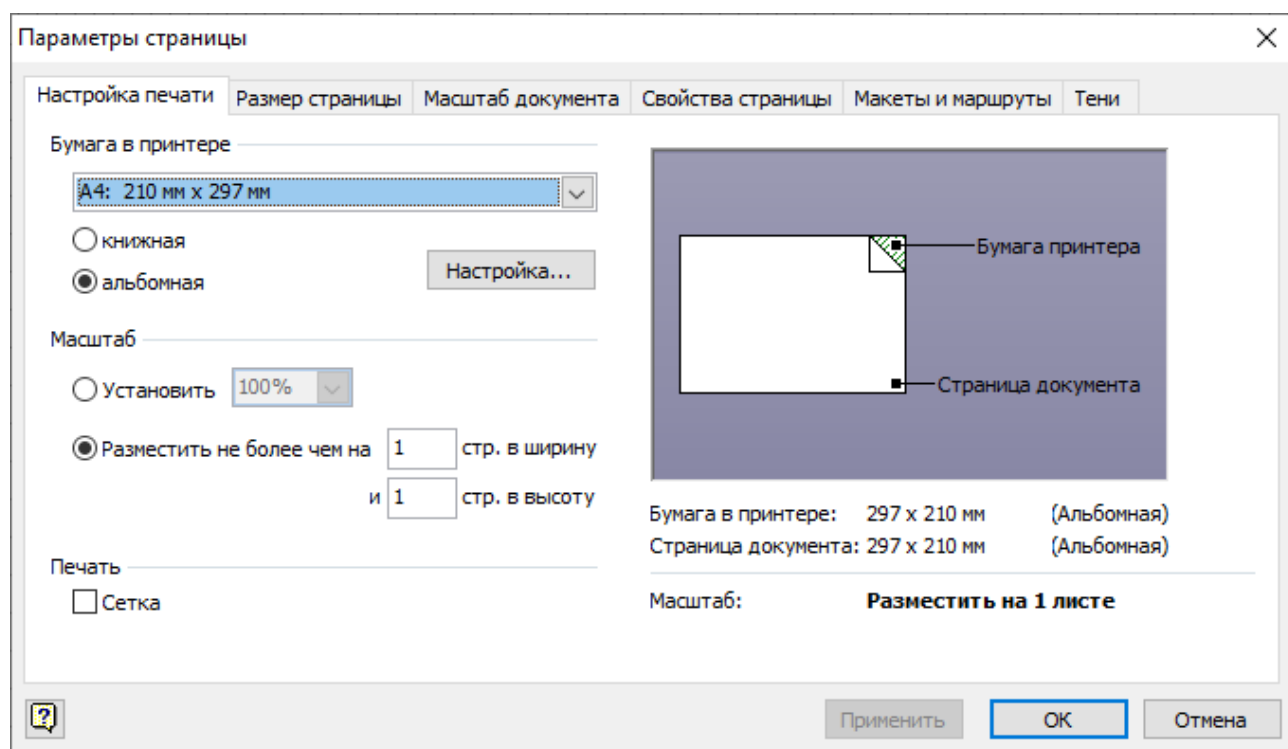 Параметры страницы
Настройка печати Размер страницы Масштаб документа Свойства страницы Макеты и маршруты Тени
Бумага в принтере
A4: 210 мм x 297 мм
книжная
альбомная
Настройка...
Масштаб
Установить 100%
Разместить не более чем на 1 стр. в ширину
и 1 стр. в высоту
Печать
Сетка
Бумага принтера
Страница документа
Бумага в принтере: 297 x 210 мм (Альбомная)
Страница документа: 297 x 210 мм (Альбомная)
Масштаб: Разместить на 1 листе
Применить OK Отмена